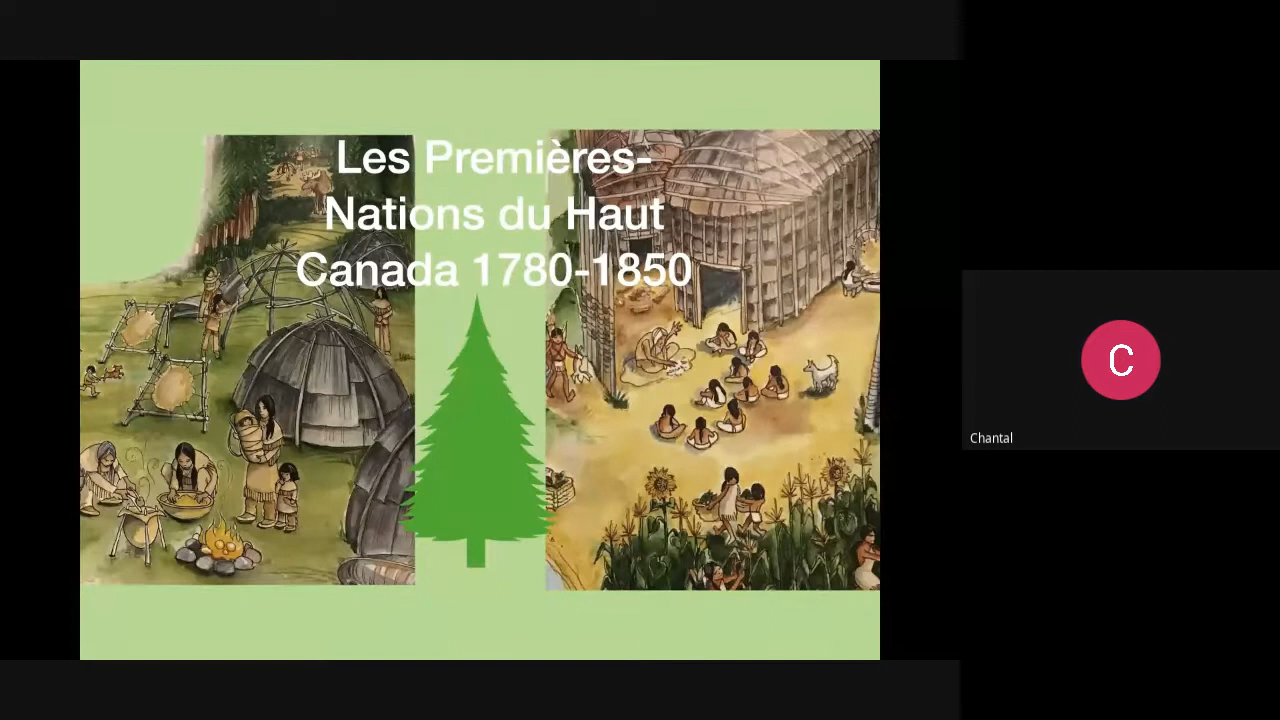 Les Premières-
Nations du Haut
Canada 1780-1850
C
Chantal